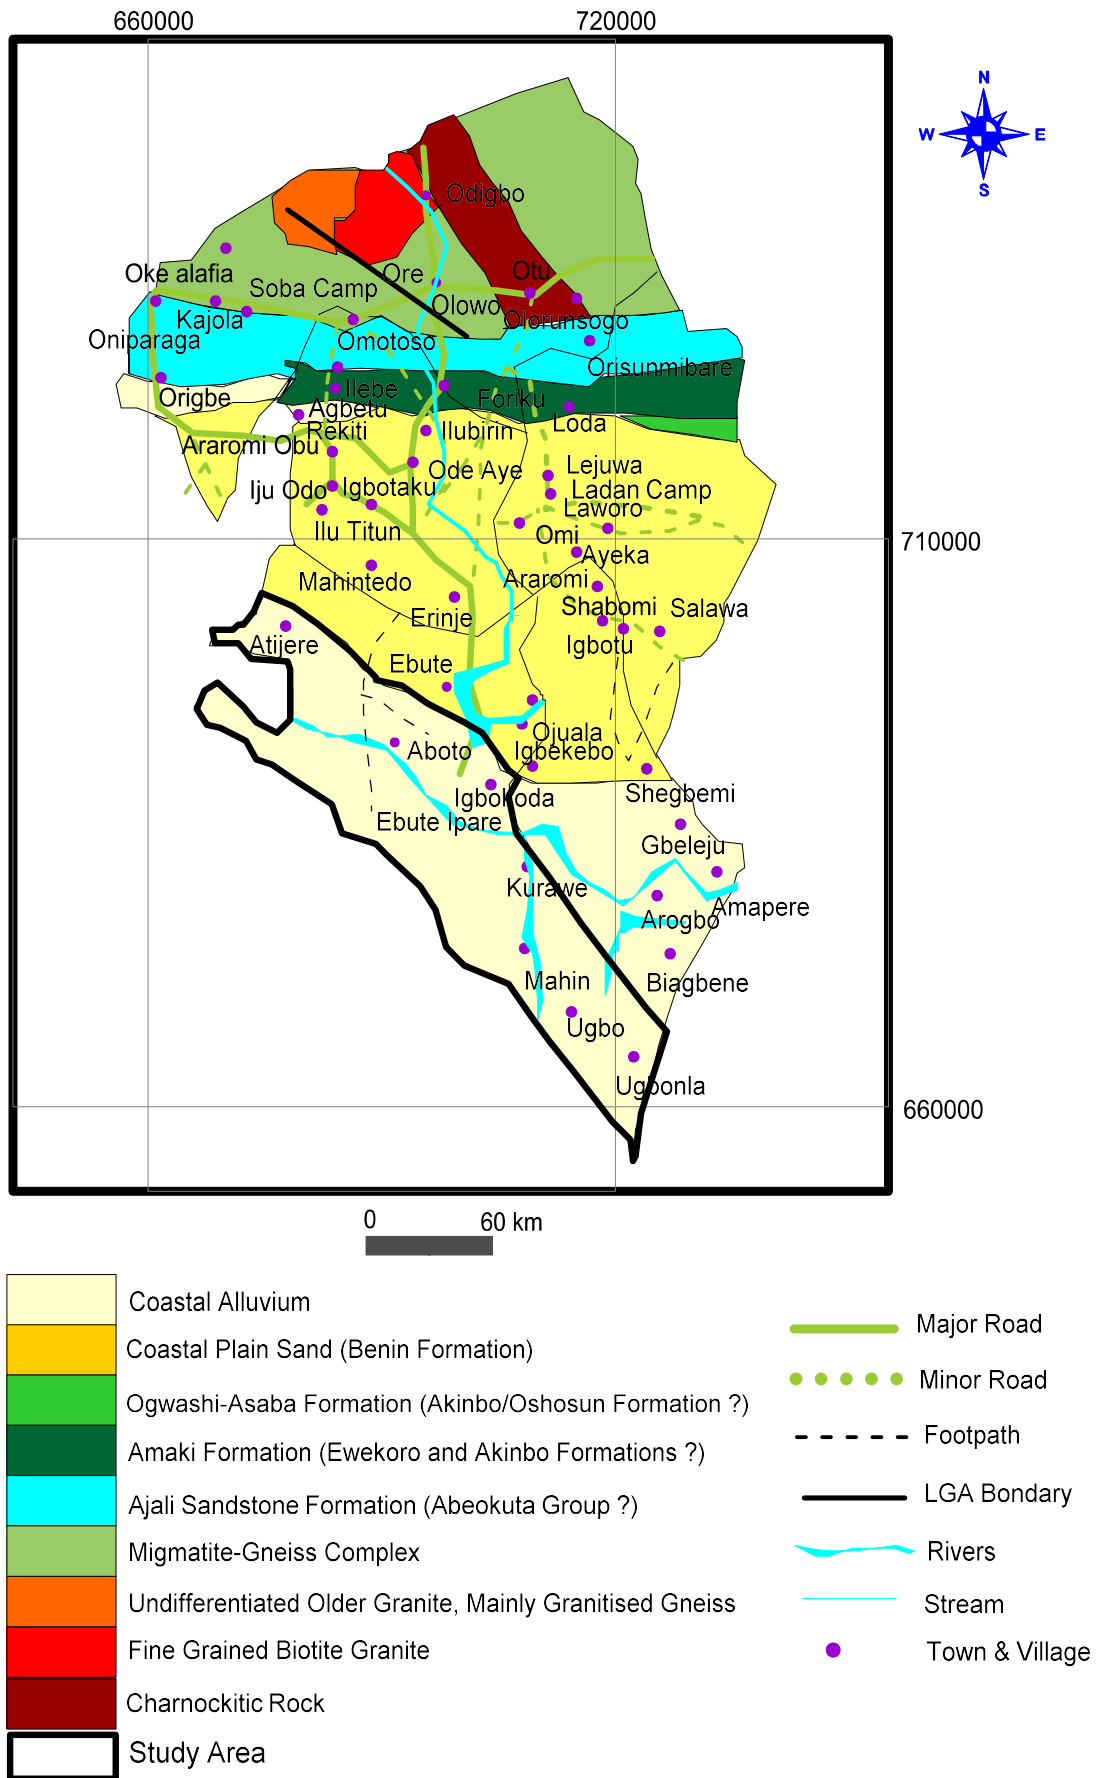 660000
720000
N
W
E
S
Odigbo
Oke alafia
Ore
Otu
Soba Camp
Olowo
Kajola
Olorunsogo
Oniparaga
Omotoso
Orisunmibare
Origbe
Ilebe
Foriku
Agbetu
Loda
Rekiti
Ilubirin
Araromi Obu
Ode Aye
Lejuwa
Iju Odo
Igbotaku
Ladan Camp
Laworo
Ilu Titun
Omi
710000
Ayeka
Mahintedo
Araromi
Erinje
Shabomi
Salawa
Atijere
Igbotu
Ebute
Ojuala
Aboto
Igbekebo
Igbokoda
Shegbemi
Ebute Ipare
Gbeleju
Kurawe
Amapere
Arogbo
Mahin
Biagbene
Ugbo
Ugbonla
660000
0
60 km
Coastal Alluvium
Coastal Plain Sand (Benin Formation)
Ogwashi-Asaba Formation (Akinbo/Oshosun Formation ?)
Amaki Formation (Ewekoro and Akinbo Formations ?)
Ajali Sandstone Formation (Abeokuta Group ?)
Migmatite-Gneiss Complex
Undifferentiated Older Granite, Mainly Granitised Gneiss
Fine Grained Biotite Granite
Charnockitic Rock
Study Area
Major Road
Minor Road
Footpath
LGA Bondary
Rivers
Stream
Town & Village